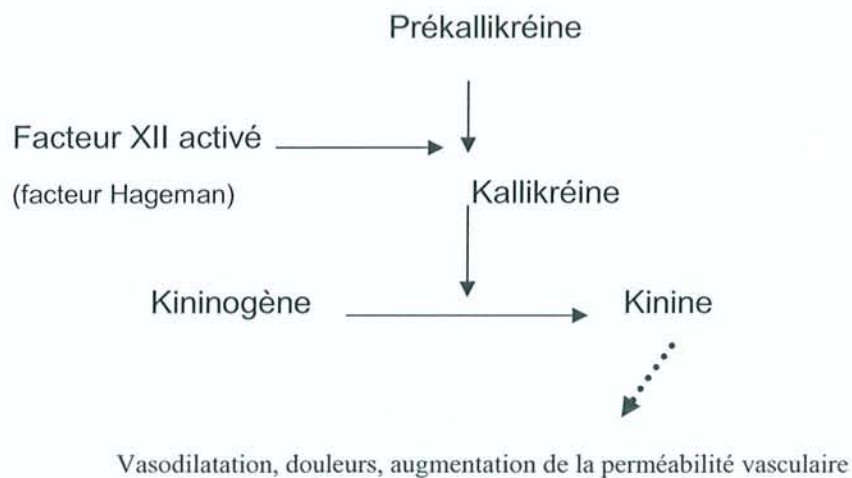 Prékallikréine
Facteur XII activé
(facteur Hageman)
Kallikréine
Kininogène
Kinine
Vasodilatation, douleurs, augmentation de la perméabilité vasculaire